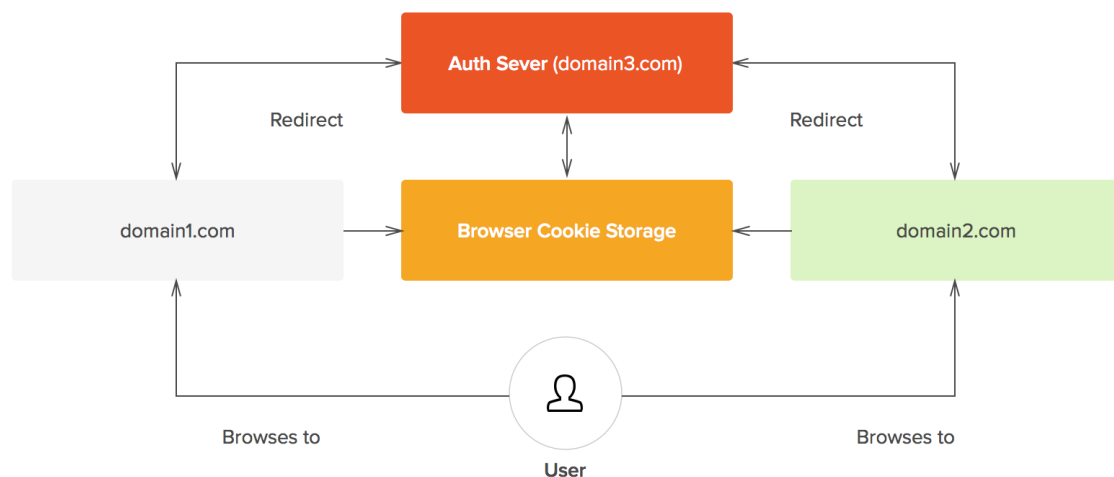 Auth Sever (domain3.com)
Redirect
Redirect
domain1.com
Browser Cookie Storage
domain2.com
Browses to
Browses to
User